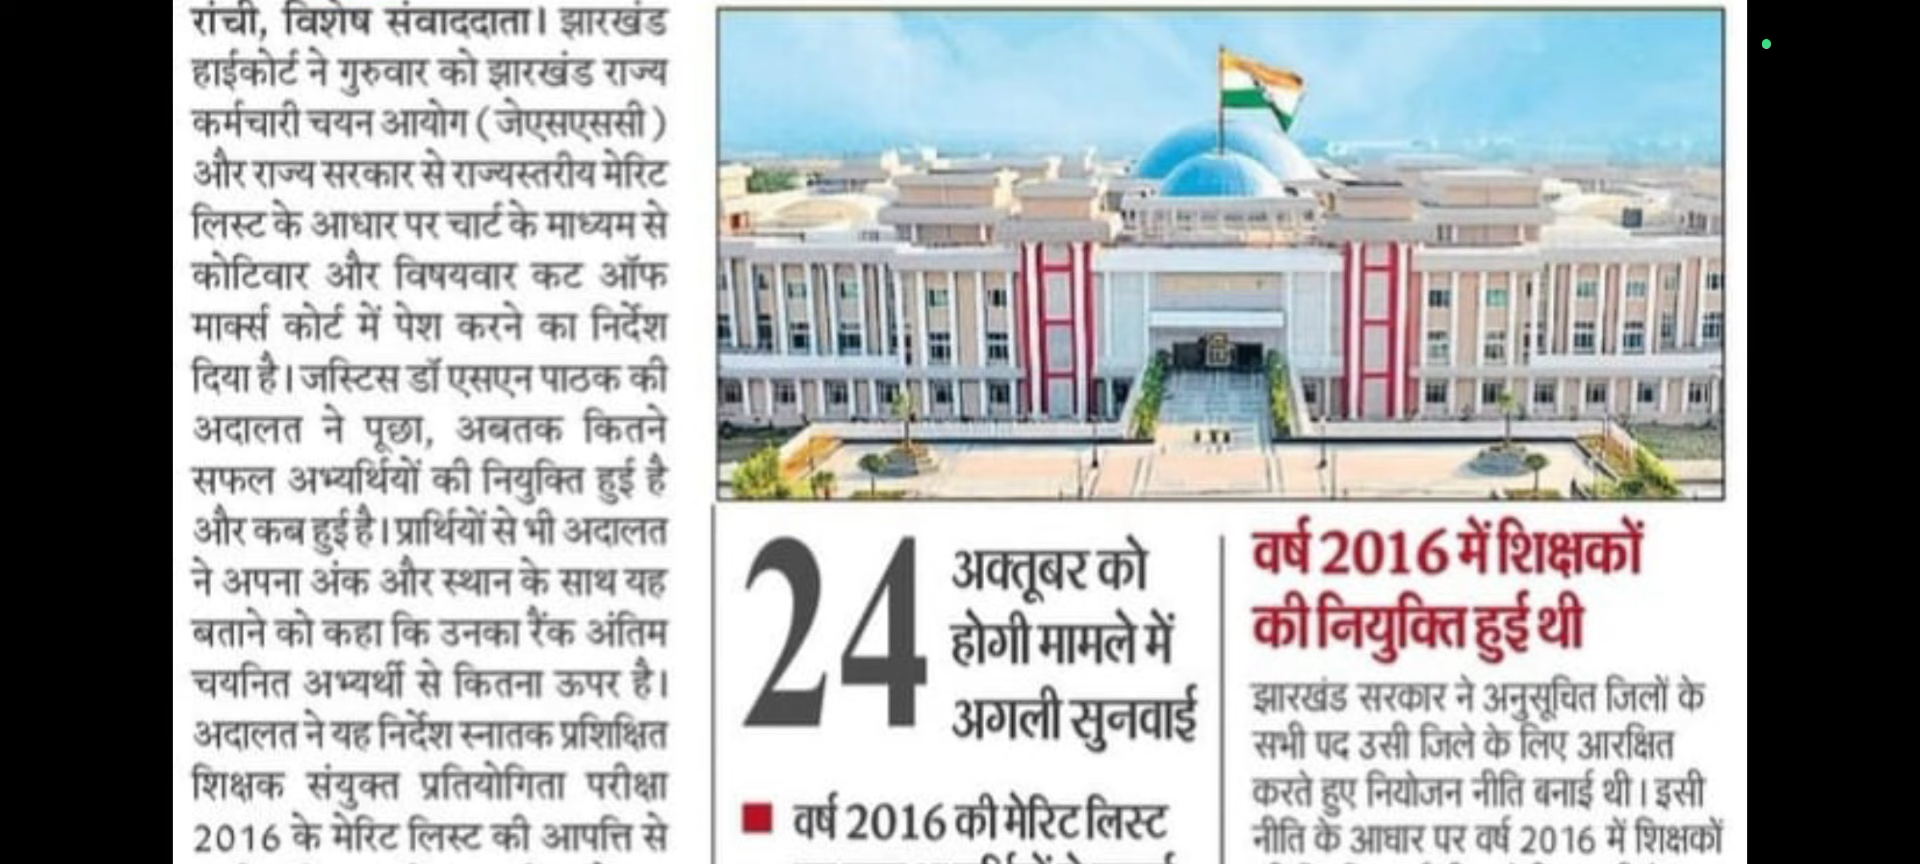 रांची, विशेष संवाददाता। झारखंड
हाईकोर्ट ने गुरुवार को झारखंड राज्य
कर्मचारी चयन आयोग (जेएसएससी)
और राज्य सरकार से राज्यस्तरीय मेरिट
लिस्ट के आधार पर चार्ट के माध्यम से
कोटिवार और विषयवार कट ऑफ
मार्क्स कोर्ट में पेश करने का निर्देश
दिया है। जस्टिस डॉ एसएन पाठक की
अदालत ने पूछा, अबतक कितने
सफल अभ्यर्थियों की नियुक्ति हुई है
और कब हुई है। प्रार्थियों से भी अदालत
ने अपना अंक और स्थान के साथ यह
बताने को कहा कि उनका रैंक अंतिम
चयनित अभ्यर्थी से कितना ऊपर है।
अदालत ने यह निर्देश स्नातक प्रशिक्षित
शिक्षक संयुक्त प्रतियोगिता परीक्षा
2016 के मेरिट लिस्ट की आपत्ति से
24 अक्तूबर को
होगी मामले में
अगली सुनवाई
वर्ष 2016 की मेरिट लिस्ट
वर्ष 2016 में शिक्षकों
की नियुक्ति हुई थी
झारखंड सरकार ने अनुसूचित जिलों के
सभी पद उसी जिले के लिए आरक्षित
करते हुए नियोजन नीति बनाई थी। इसी
नीति के आधार पर वर्ष 2016 में शिक्षकों